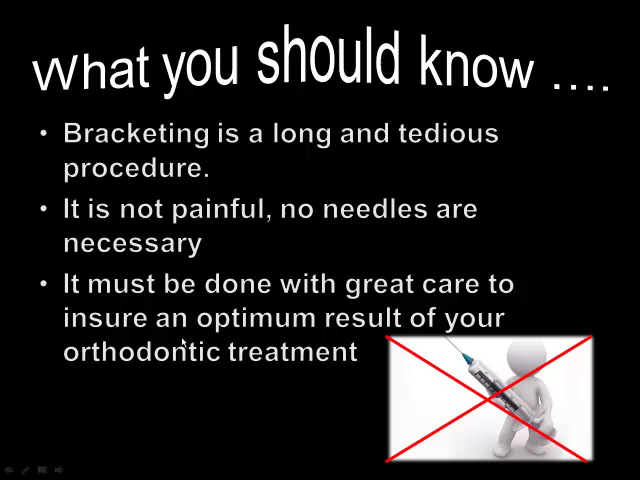 What you should know ....
• Bracketing is a long and tedious
procedure.
• It is not painful, no needles are
necessary
• It must be done with great care to
insure an optimum result of your
orthodontic treatment